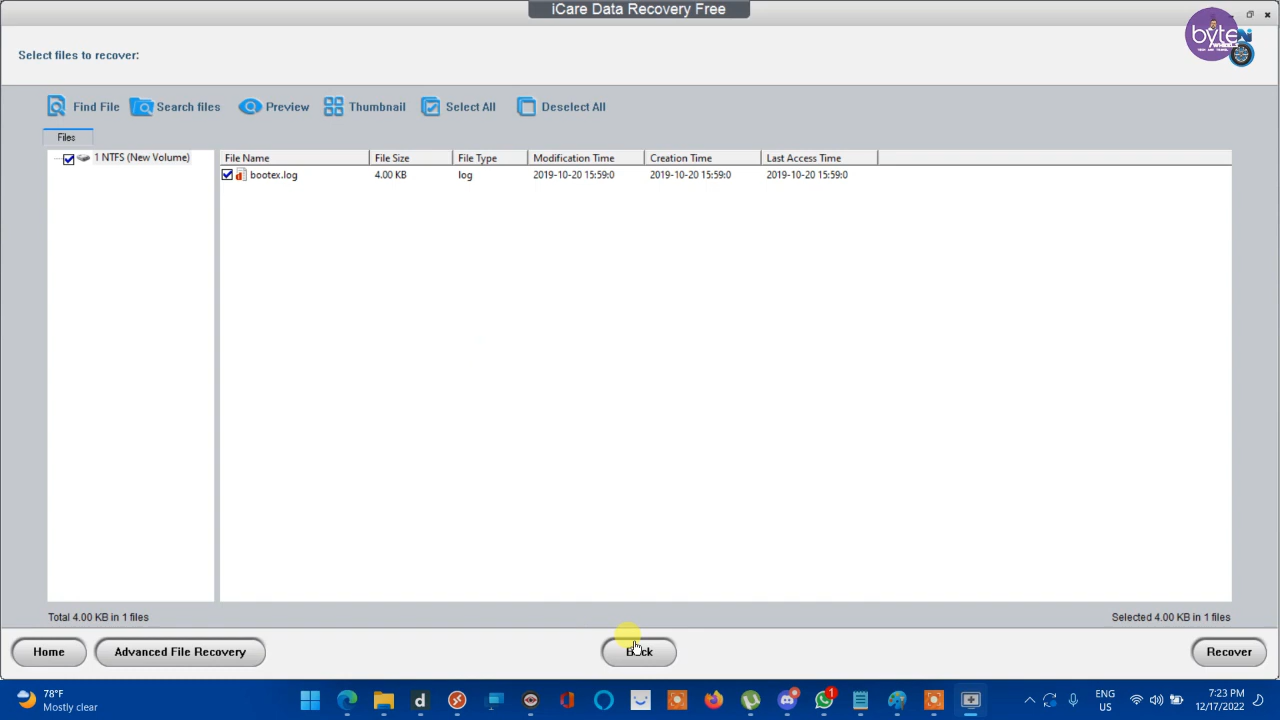 iCare Data Recovery Free
byte N
WHEELS
Select files to recover:
Find File Search files Preview Thumbnail Select All Deselect All
Files
1 NTFS (New Volume)
File Name File Size File Type Modification Time Creation Time Last Access Time
bootex.log 4.00 KB log 2019-10-20 15:59:0 2019-10-20 15:59:0 2019-10-20 15:59:0
Total 4.00 KB in 1 files Selected 4.00 KB in 1 files
Home Advanced File Recovery Back Recover
78°F
Mostly clear
1
ENG
US
7:23 PM
12/17/2022